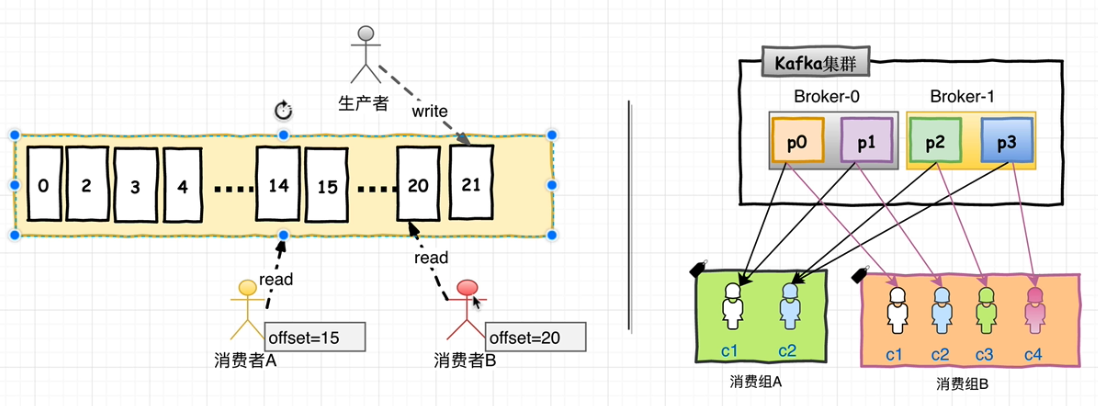 生产者
write
0 2 3 4 ..... 14 15 ..... 20 21
read
read
offset=15
offset=20
消费者A
消费者B
Kafka集群
Broker-0
Broker-1
p0 p1 p2 p3
c1 c2
消费组A
c1 c2 c3 c4
消费组B